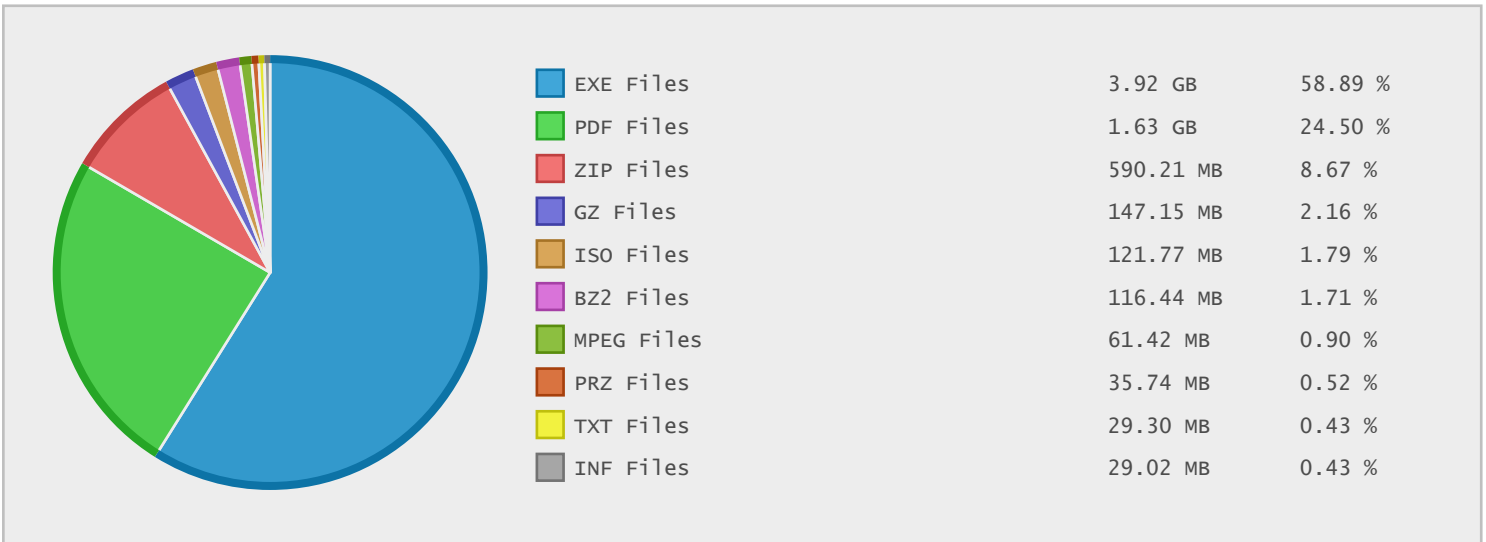 EXE Files 3.92 GB 58.89 %
PDF Files 1.63 GB 24.50 %
ZIP Files 590.21 MB 8.67 %
GZ Files 147.15 MB 2.16 %
ISO Files 121.77 MB 1.79 %
BZ2 Files 116.44 MB 1.71 %
MPEG Files 61.42 MB 0.90 %
PRZ Files 35.74 MB 0.52 %
TXT Files 29.30 MB 0.43 %
INF Files 29.02 MB 0.43 %